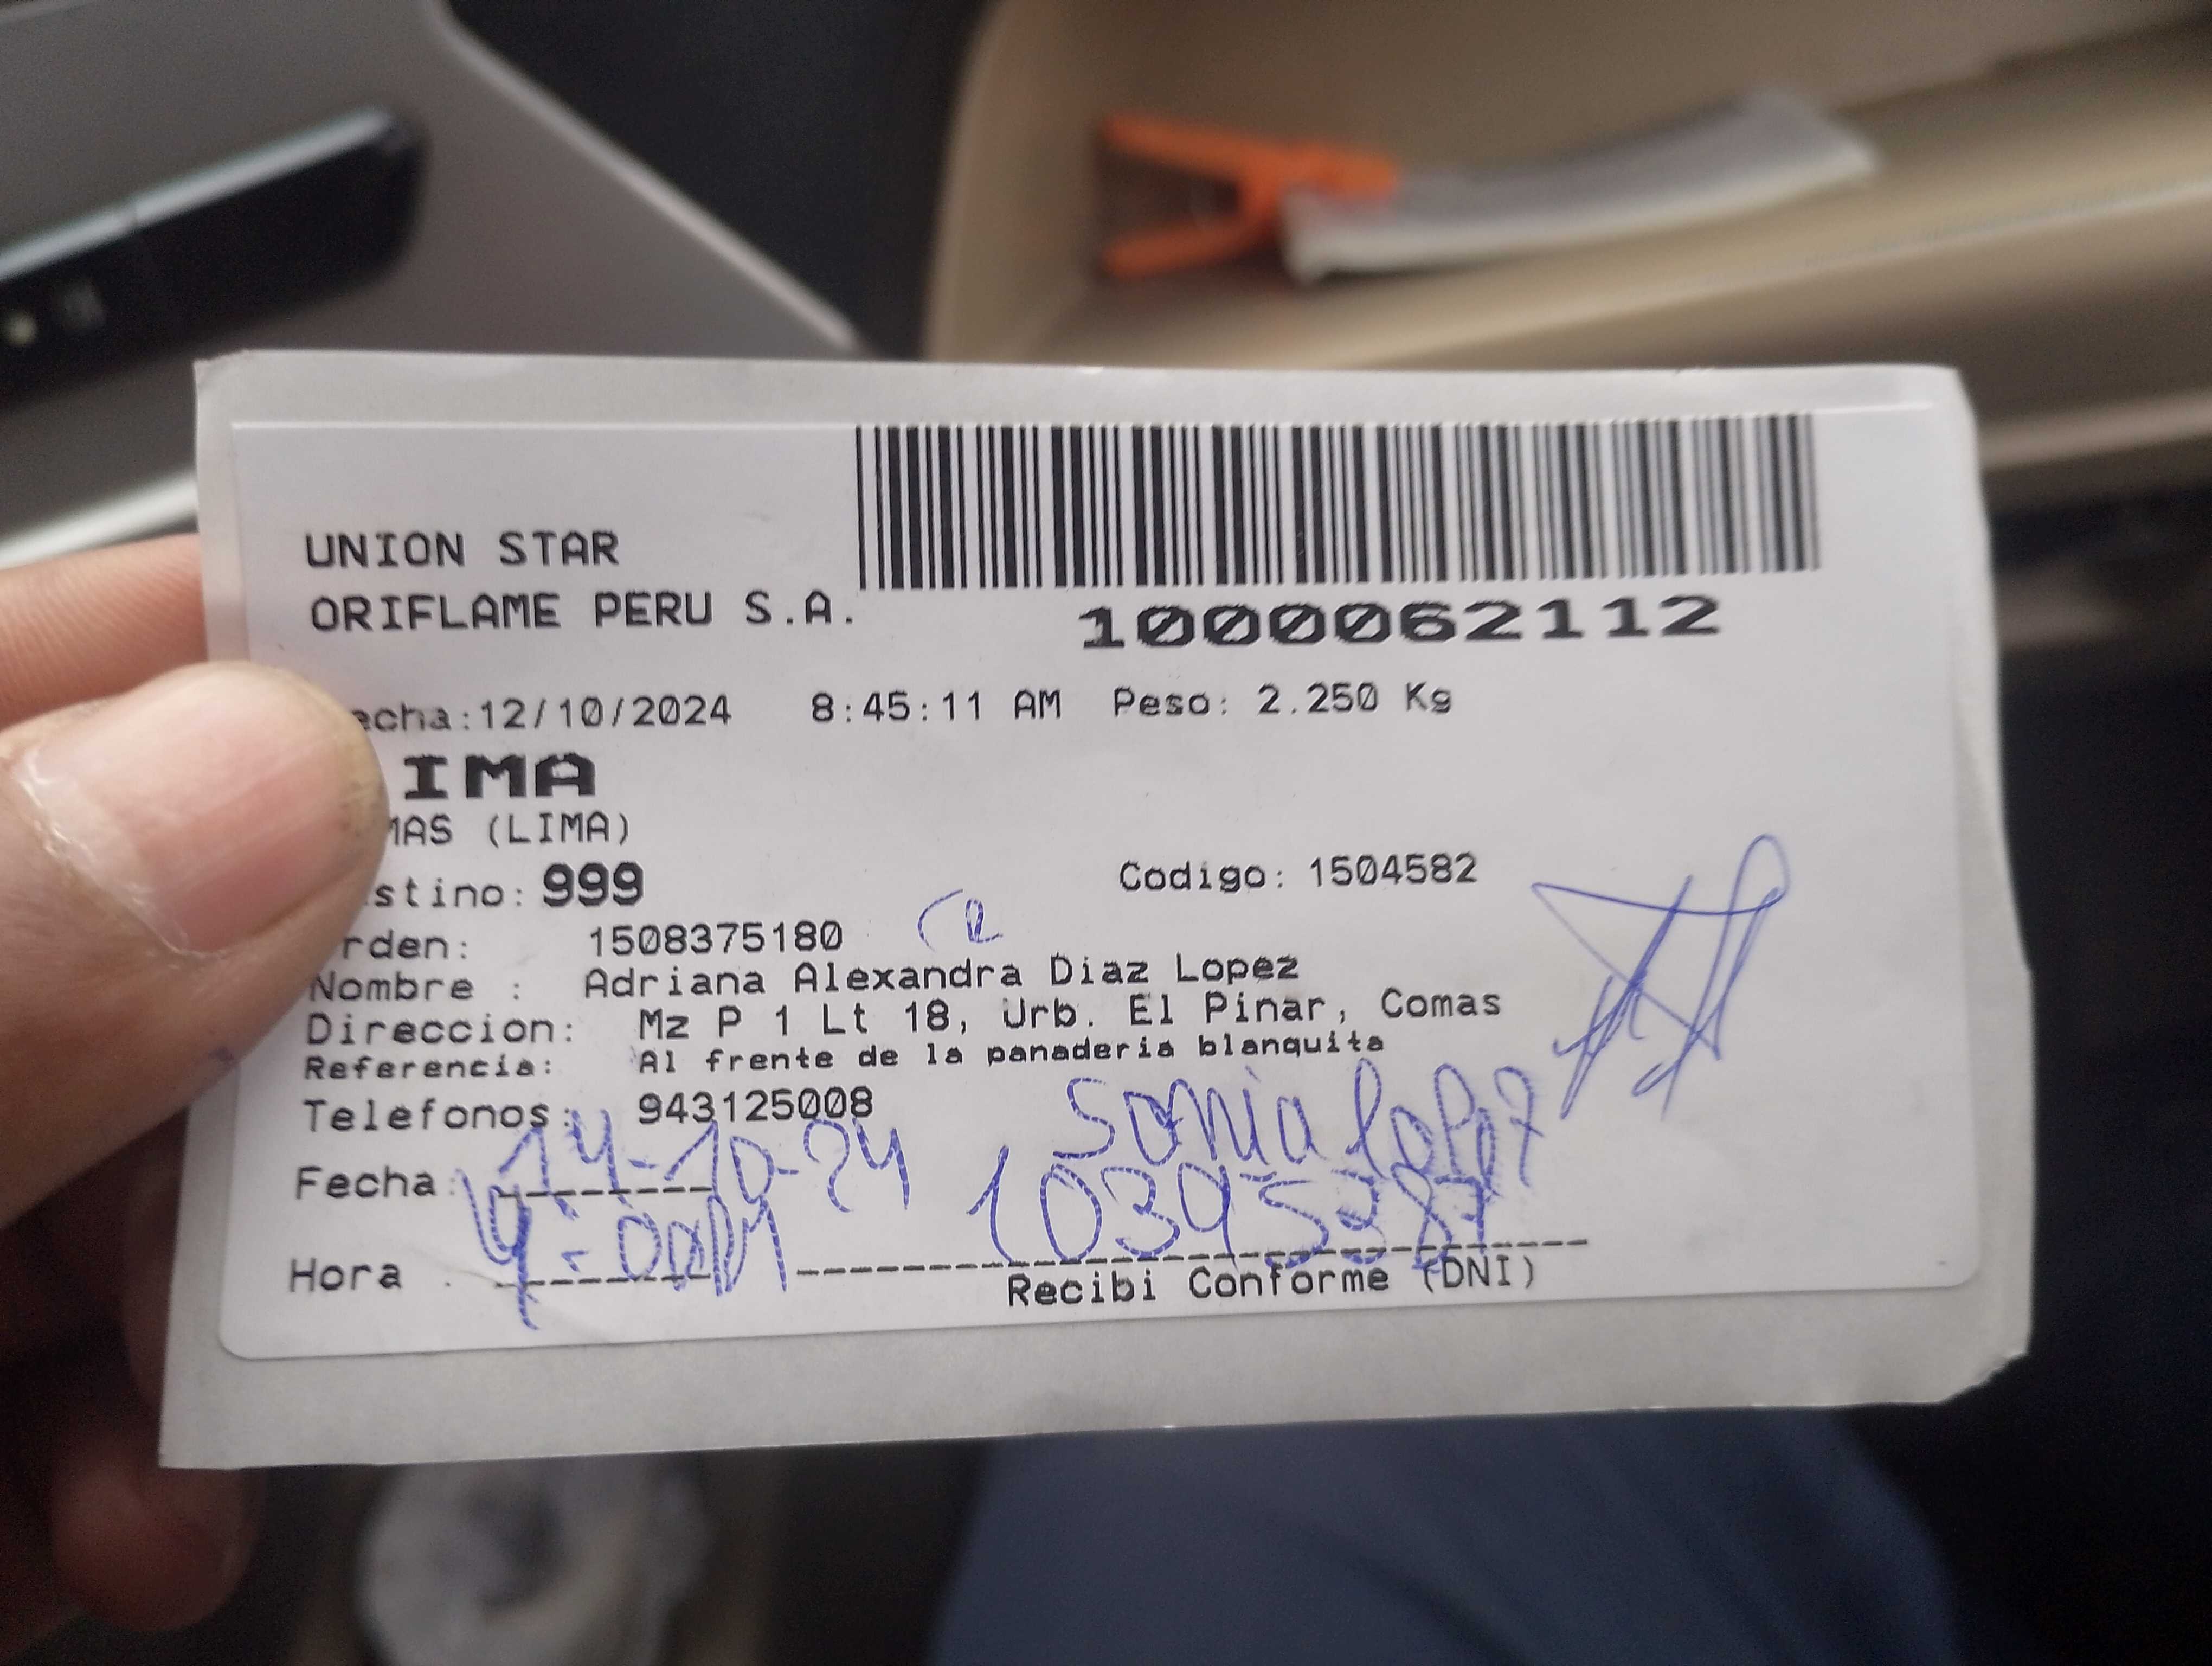 UNION STAR
ORIFLAME PERU S.A.
1000062112
echa:12/10/2024 8:45:11 AM Peso: 2.250 Kg
IMA
MAS (LIMA)
stino: 999 Codigo: 1504582
rden: 1508375180
Nombre : Adriana Alexandra Diaz Lopez
Direccion: Mz P 1 Lt 18, Urb. El Pinar, Comas
Referencia: Al frente de la panaderia blanquita
Telefonos: 943125008
Sonia Lopez
Fecha: 14-10-24
Hora :
Recibi Conforme (DNI)